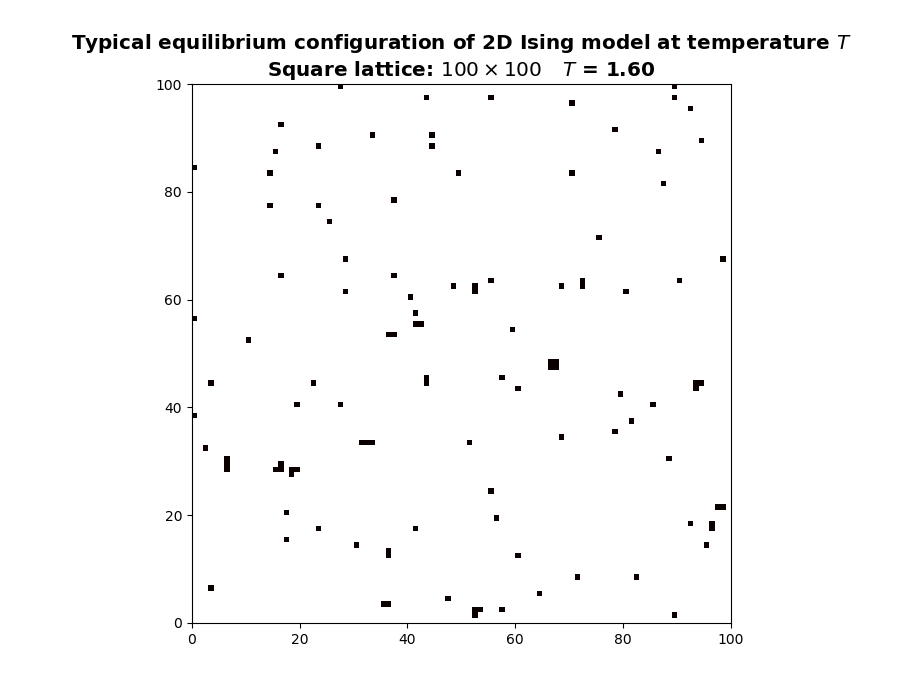 Typical equilibrium configuration of 2D Ising model at temperature T
Square lattice: 100 × 100 T = 1.60
100
80
60
40
20
0
0 20 40 60 80 100